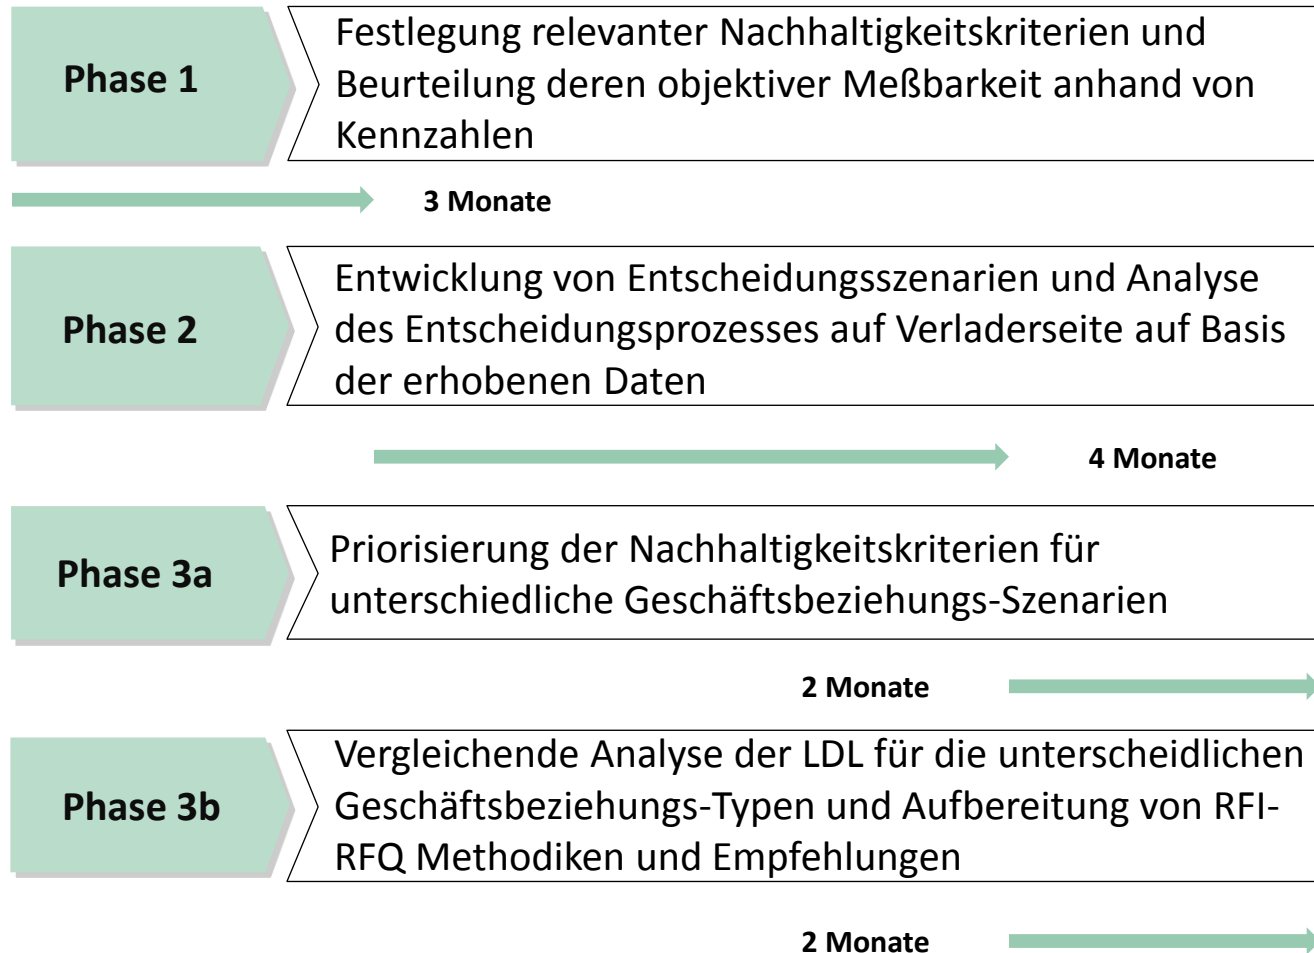 Phase 1
Festlegung relevanter Nachhaltigkeitskriterien und
Beurteilung deren objektiver Meßbarkeit anhand von
Kennzahlen
3 Monate
Phase 2
Entwicklung von Entscheidungsszenarien und Analyse
des Entscheidungsprozesses auf Verladerseite auf Basis
der erhobenen Daten
4 Monate
Phase 3a
Priorisierung der Nachhaltigkeitskriterien für
unterschiedliche Geschäftsbeziehungs-Szenarien
2 Monate
Phase 3b
Vergleichende Analyse der LDL für die unterscheidlichen
Geschäftsbeziehungs-Typen und Aufbereitung von RFI-
RFQ Methodiken und Empfehlungen
2 Monate